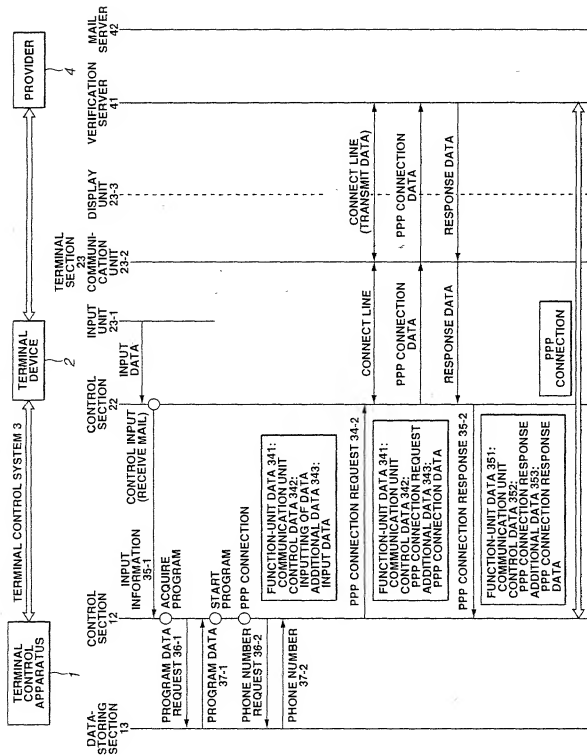 TERMINAL
CONTROL
APPARATUS
1
TERMINAL CONTROL SYSTEM 3
TERMINAL
DEVICE
2
PROVIDER
4
DATA-
STORING
SECTION
13
CONTROL
SECTION
12
CONTROL
SECTION
22
INPUT
UNIT
23-1
TERMINAL
SECTION
23
COMMUNI-
CATION
UNIT
23-2
DISPLAY
UNIT
23-3
VERIFICATION
SERVER
41
MAIL
SERVER
42
INPUT
DATA
CONTROL INPUT
(RECEIVE MAIL)
INPUT
INFORMATION
35-1
ACQUIRE
PROGRAM
PROGRAM DATA
REQUEST 36-1
PROGRAM DATA
37-1
START
PROGRAM
PPP CONNECTION
PHONE NUMBER
REQUEST 36-2
PHONE NUMBER
37-2
FUNCTION-UNIT DATA 341:
COMMUNICATION UNIT
CONTROL DATA 342:
INPUTTING OF DATA
ADDITIONAL DATA 343:
INPUT DATA
PPP CONNECTION REQUEST 34-2
CONNECT LINE
CONNECT LINE
(TRANSMIT DATA)
FUNCTION-UNIT DATA 341:
COMMUNICATION UNIT
CONTROL DATA 342:
PPP CONNECTION REQUEST
ADDITIONAL DATA 343:
PPP CONNECTION DATA
PPP CONNECTION
DATA
PPP CONNECTION
DATA
RESPONSE DATA
RESPONSE DATA
PPP CONNECTION RESPONSE 35-2
FUNCTION-UNIT DATA 351:
COMMUNICATION UNIT
CONTROL DATA 352:
PPP CONNECTION RESPONSE
ADDITIONAL DATA 353:
PPP CONNECTION RESPONSE
DATA
PPP
CONNECTION